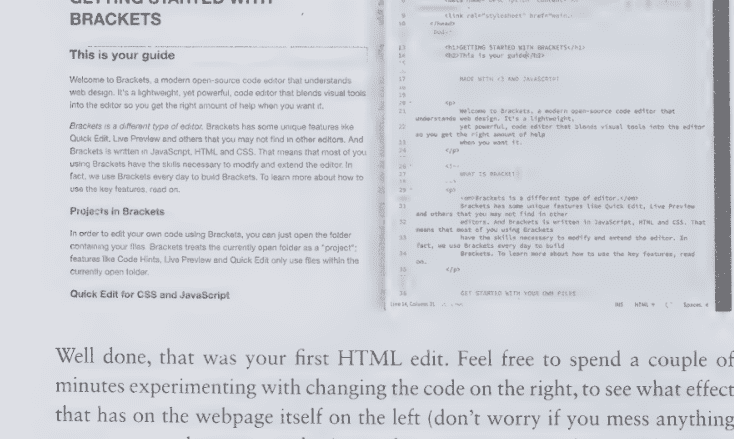 GETTING STARTED WITH
BRACKETS
This is your guide
Welcome to Brackets, a modern open-source code editor that understands
web design. It's a lightweight, yet powerful, code editor that blends visual tools
into the editor so you get the right amount of help when you want it.
Brackets is a different type of editor. Brackets has some unique features like
Quick Edit, Live Preview and others that you may not find in other editors. And
Brackets is written in JavaScript, HTML and CSS. That means that most of you
using Brackets have the skills necessary to modify and extend the editor. In
fact, we use Brackets every day to build Brackets. To learn more about how to
use the key features, read on.
Projects in Brackets
In order to edit your own code using Brackets, you can just open the folder
containing your files. Brackets treats the currently open folder as a "project";
features like Code Hints, Live Preview and Quick Edit only use files within the
currently open folder.
Quick Edit for CSS and JavaScript
<link rel="stylesheet" href="main.
</head>
<body>
<h1>GETTING STARTED WITH BRACKETS</h1>
<h2>This is your guide</h2>
MADE WITH <3 AND JAVASCRIPT
<p>
Welcome to Brackets, a modern open-source code editor that
understands web design. It's a lightweight,
yet powerful, code editor that blends visual tools into the editor
so you get the right amount of help
when you want it.
</p>
<!--
WHAT IS BRACKETS
-->
<p>
<em>Brackets is a different type of editor.</em>
Brackets has some unique features like Quick Edit, Live Preview
and others that you may not find in other
editors. And Brackets is written in JavaScript, HTML and CSS. That
means that most of you using Brackets
have the skills necessary to modify and extend the editor. In
fact, we use Brackets every day to build
Brackets. To learn more about how to use the key features, read
on.
</p>
GET STARTED WITH YOUR OWN FILES
INS HTML Spaces: 4
Well done, that was your first HTML edit. Feel free to spend a couple of
minutes experimenting with changing the code on the right, to see what effect
that has on the webpage itself on the left (don't worry if you mess anything